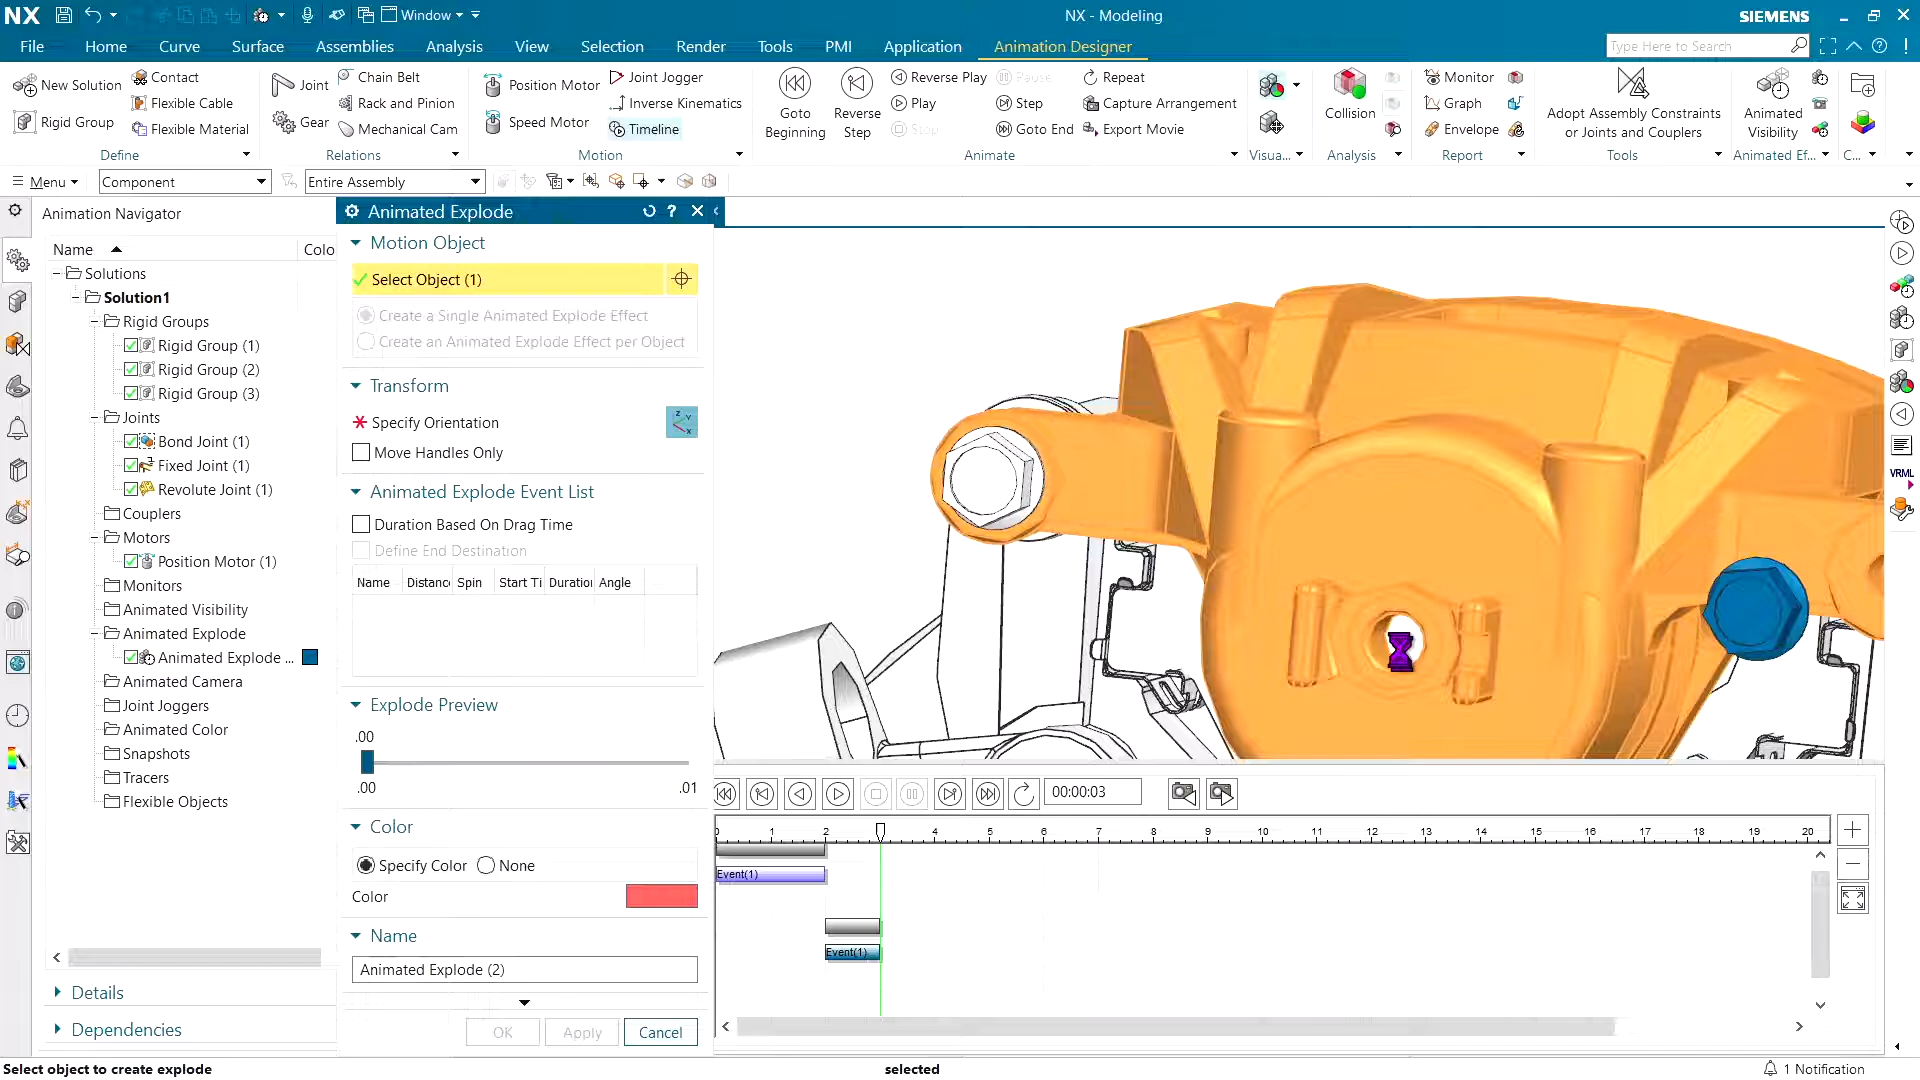 NX
Window
NX - Modeling
SIEMENS
File
Home
Curve
Surface
Assemblies
Analysis
View
Selection
Render
Tools
PMI
Application
Animation Designer
Type Here to Search
New Solution
Contact
Joint
Chain Belt
Position Motor
Joint Jogger
Goto Beginning
Reverse Step
Reverse Play
Pause
Repeat
Collision
Monitor
Adopt Assembly Constraints
or Joints and Couplers
Animated
Visibility
Flexible Cable
Rack and Pinion
Inverse Kinematics
Play
Step
Capture Arrangement
Graph
Rigid Group
Flexible Material
Gear
Mechanical Cam
Speed Motor
Timeline
Stop
Goto End
Export Movie
Envelope
Define
Relations
Motion
Animate
Visua...
Analysis
Report
Tools
Animated Ef...
C...
Menu
Component
Entire Assembly
Animation Navigator
Name
Colo
Solutions
Solution1
Rigid Groups
Rigid Group (1)
Rigid Group (2)
Rigid Group (3)
Joints
Bond Joint (1)
Fixed Joint (1)
Revolute Joint (1)
Couplers
Motors
Position Motor (1)
Monitors
Animated Visibility
Animated Explode
Animated Explode ...
Animated Camera
Joint Joggers
Animated Color
Snapshots
Tracers
Flexible Objects
Details
Dependencies
Animated Explode
Motion Object
Select Object (1)
Create a Single Animated Explode Effect
Create an Animated Explode Effect per Object
Transform
Specify Orientation
Z
Y
X
Move Handles Only
Animated Explode Event List
Duration Based On Drag Time
Define End Destination
Name Distanc Spin Start Ti Duratio Angle
Explode Preview
.00
.00 .01
Color
Specify Color None
Color
Name
Animated Explode (2)
OK Apply Cancel
VRML
00:00:03
0 1 2 4 5 6 7 8 9 10 11 12 13 14 15 16 17 18 19 20
Event(1)
Event(1)
Select object to create explode
selected
1 Notification